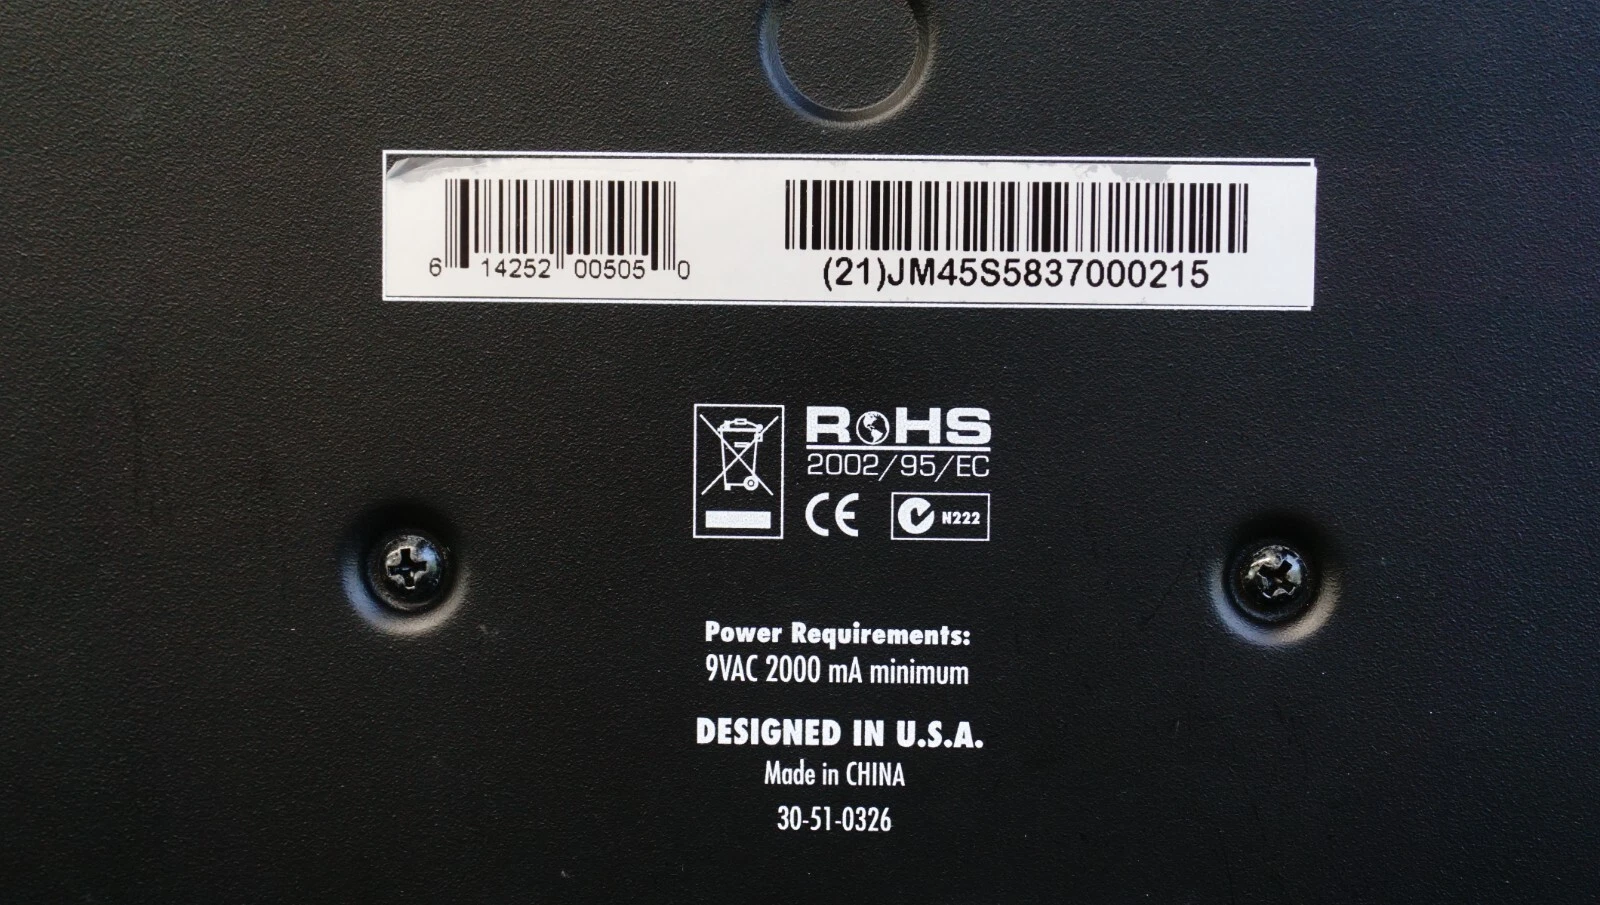 6 14252 00505 0
(21)JM45S5837000215
RoHS
2002/95/EC
CE N222
Power Requirements:
9VAC 2000 mA minimum
DESIGNED IN U.S.A.
Made in CHINA
30-51-0326